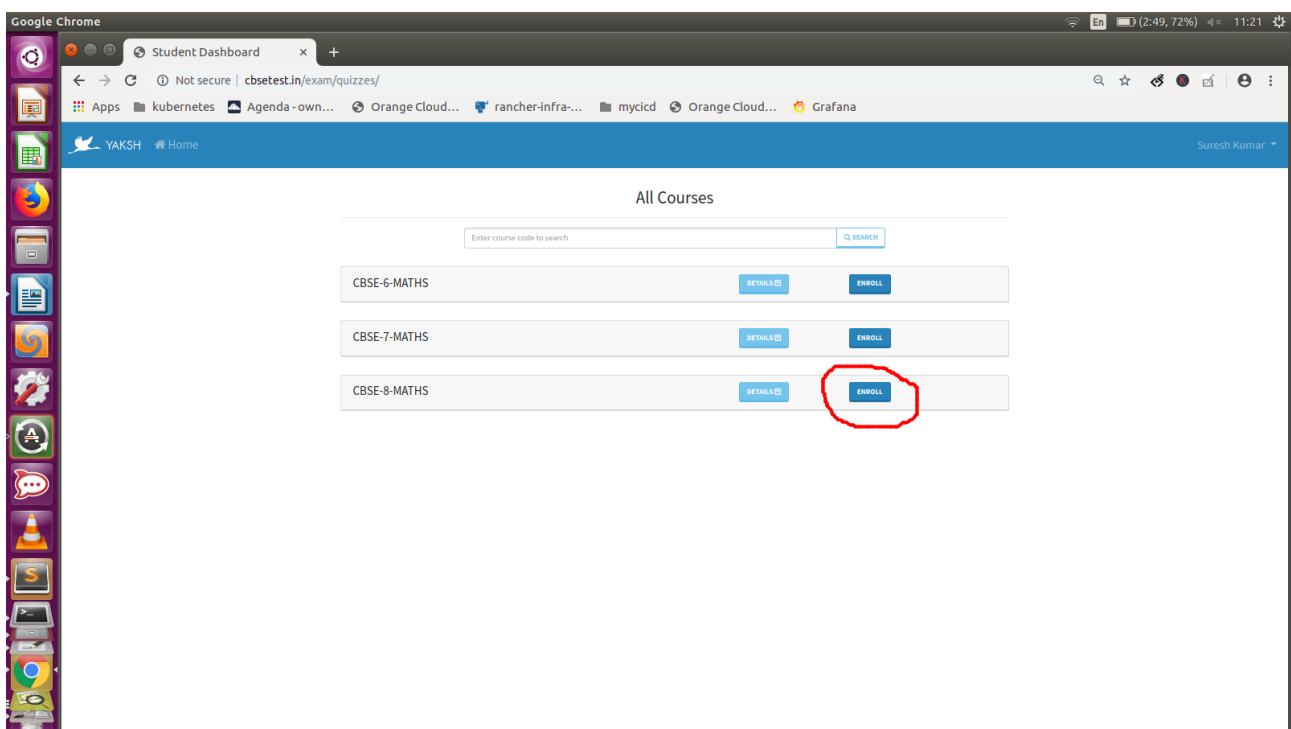 Google Chrome
En (2:49, 72%) 11:21
Student Dashboard × +
Not secure | cbsetest.in/exam/quizzes/
Apps kubernetes Agenda - own... Orange Cloud... rancher-infra-... mycicd Orange Cloud... Grafana
YAKSH Home Suresh Kumar
All Courses
Enter course code to search SEARCH
CBSE-6-MATHS DETAILS ENROLL
CBSE-7-MATHS DETAILS ENROLL
CBSE-8-MATHS DETAILS ENROLL